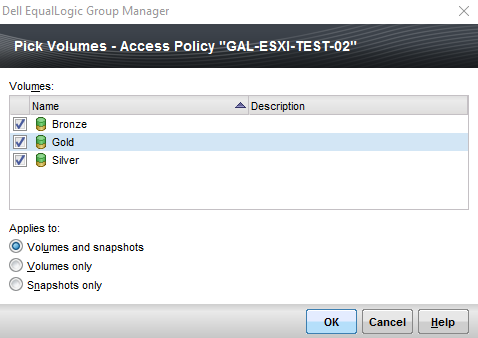 Dell EqualLogic Group Manager
Pick Volumes - Access Policy "GAL-ESXI-TEST-02"
Volumes:
Name Description
Bronze
Gold
Silver
Applies to:
Volumes and snapshots
Volumes only
Snapshots only
OK Cancel Help